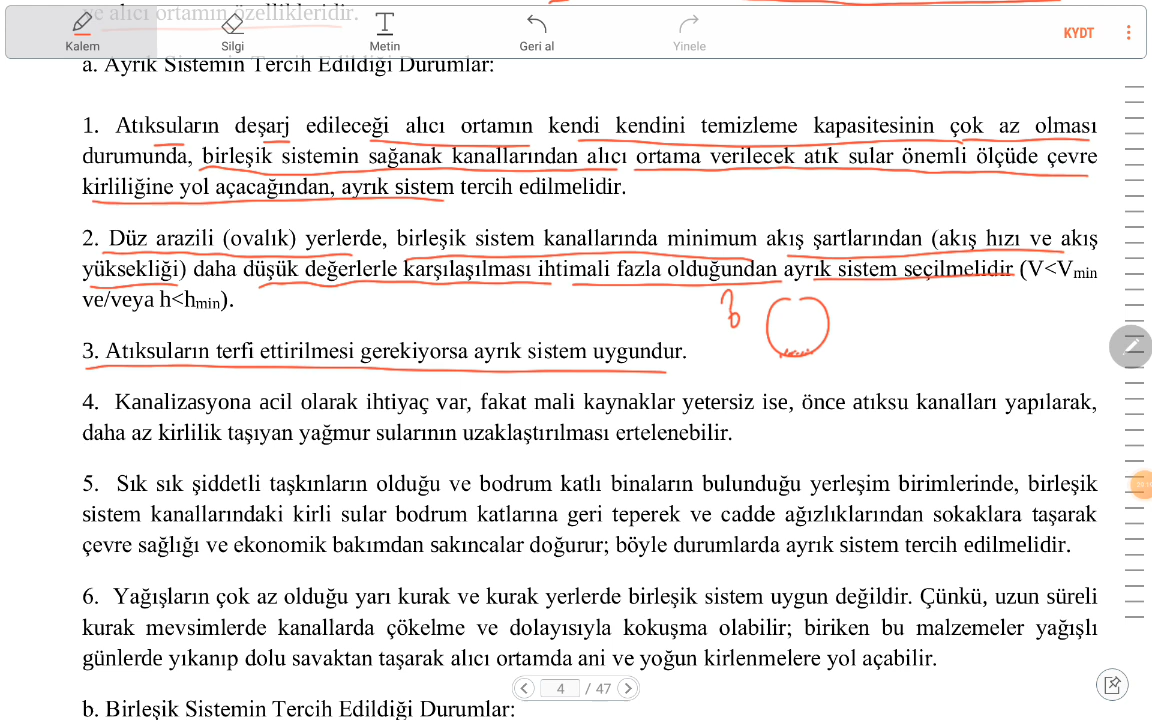 ve alıcı ortamın özellikleridir.
Kalem Silgi Metin Geri al Yinele KYDT
a. Ayrık Sistemin Tercih Edildiği Durumlar:
1. Atıksuların deşarj edileceği alıcı ortamın kendi kendini temizleme kapasitesinin çok az olması
durumunda, birleşik sistemin sağanak kanallarından alıcı ortama verilecek atık sular önemli ölçüde çevre
kirliliğine yol açacağından, ayrık sistem tercih edilmelidir.
2. Düz arazili (ovalık) yerlerde, birleşik sistem kanallarında minimum akış şartlarından (akış hızı ve akış
yüksekliği) daha düşük değerlerle karşılaşılması ihtimali fazla olduğundan ayrık sistem seçilmelidir (V<Vmin
ve/veya h<hmin).
3. Atıksuların terfi ettirilmesi gerekiyorsa ayrık sistem uygundur.
4. Kanalizasyona acil olarak ihtiyaç var, fakat mali kaynaklar yetersiz ise, önce atıksu kanalları yapılarak,
daha az kirlilik taşıyan yağmur sularının uzaklaştırılması ertelenebilir.
5. Sık sık şiddetli taşkınların olduğu ve bodrum katlı binaların bulunduğu yerleşim birimlerinde, birleşik
sistem kanallarındaki kirli sular bodrum katlarına geri teperek ve cadde ağızlıklarından sokaklara taşarak
çevre sağlığı ve ekonomik bakımdan sakıncalar doğurur; böyle durumlarda ayrık sistem tercih edilmelidir.
6. Yağışların çok az olduğu yarı kurak ve kurak yerlerde birleşik sistem uygun değildir. Çünkü, uzun süreli
kurak mevsimlerde kanallarda çökelme ve dolayısıyla kokuşma olabilir; biriken bu malzemeler yağışlı
günlerde yıkanıp dolu savaktan taşarak alıcı ortamda ani ve yoğun kirlenmelere yol açabilir.
4 / 47
b. Birleşik Sistemin Tercih Edildiği Durumlar: